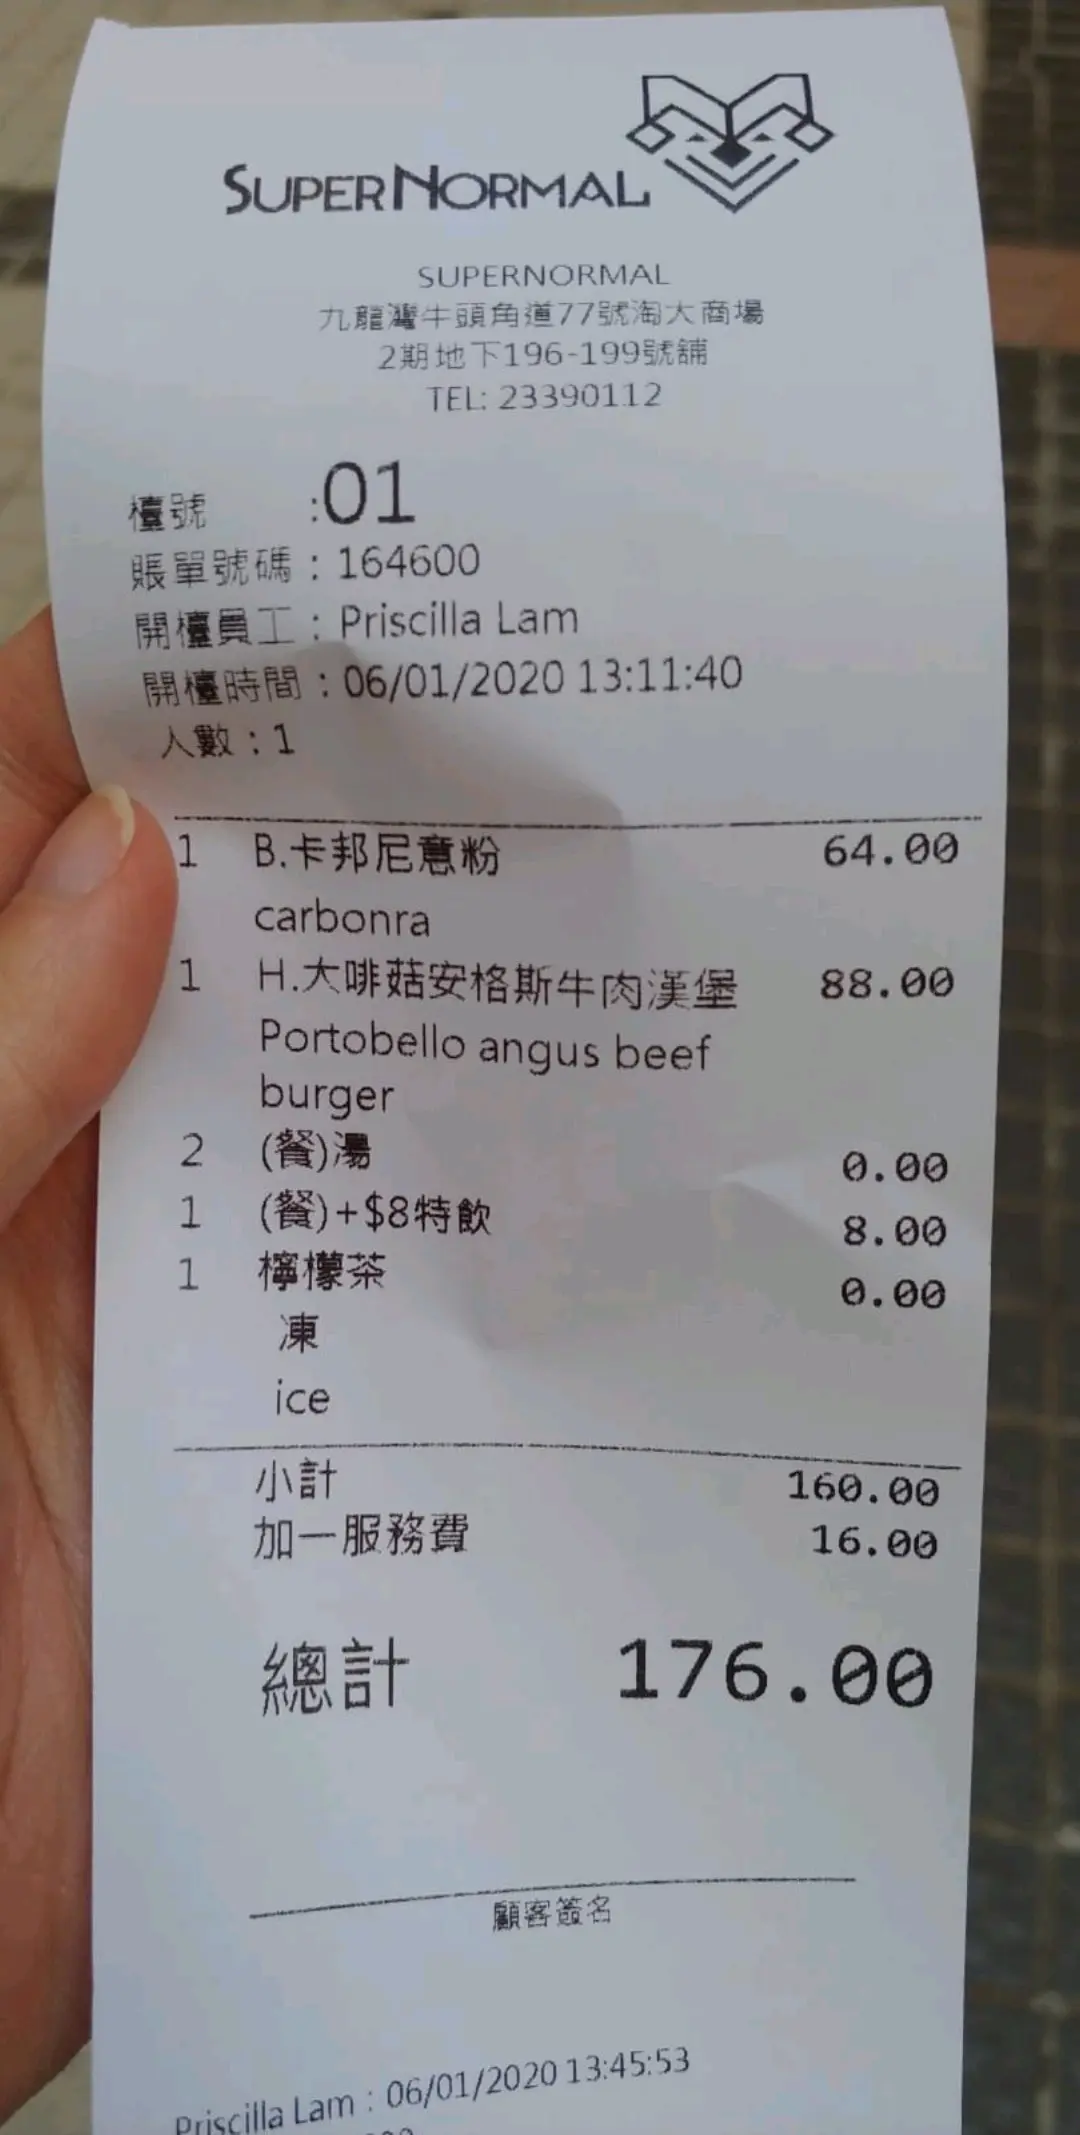 SUPERNORMAL
SUPERNORMAL
九龍灣牛頭角道77號淘大商場
2期地下196-199號舖
TEL: 23390112
檯號 :01
賬單號碼 : 164600
開檯員工 : Priscilla Lam
開檯時間 : 06/01/2020 13:11:40
人數 : 1
1 B.卡邦尼意粉 64.00
carbonra
1 H.大啡菇安格斯牛肉漢堡 88.00
Portobello angus beef
burger
2 (餐)湯 0.00
1 (餐)+$8特飲 8.00
1 檸檬茶 0.00
凍
ice
小計 160.00
加一服務費 16.00
總計 176.00
顧客簽名
Priscilla Lam : 06/01/2020 13:45:53